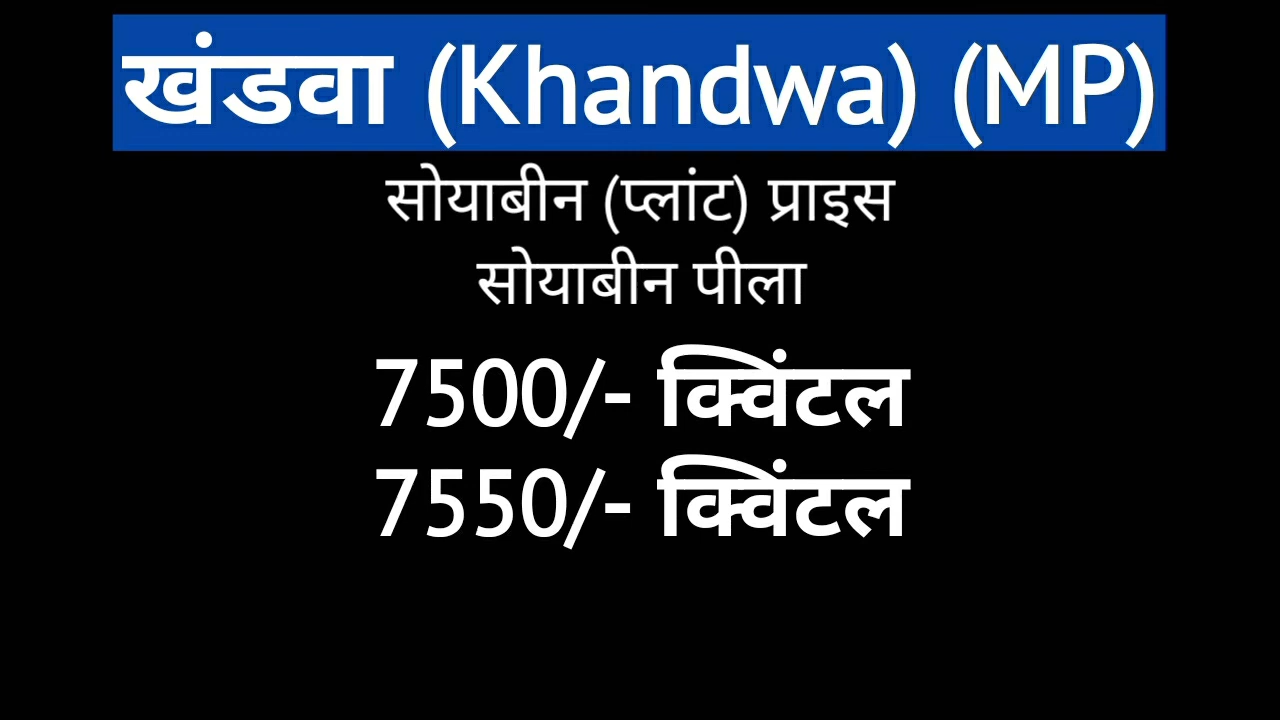 खंडवा (Khandwa) (MP)
सोयाबीन (प्लांट) प्राइस
सोयाबीन पीला
7500/- क्विंटल
7550/- क्विंटल